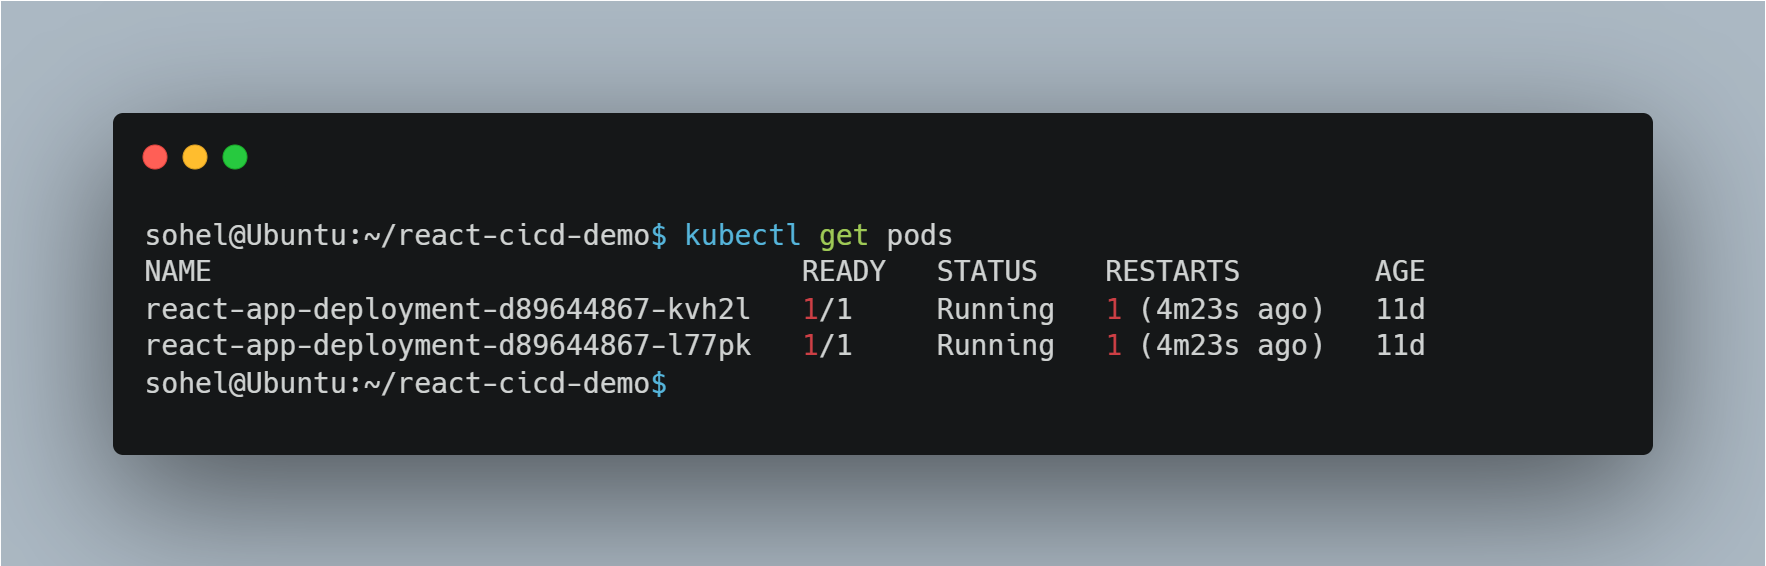 sohel@Ubuntu:~/react-cicd-demo$ kubectl get pods
NAME                                   READY   STATUS    RESTARTS        AGE
react-app-deployment-d89644867-kvh2l   1/1     Running   1 (4m23s ago)   11d
react-app-deployment-d89644867-l77pk   1/1     Running   1 (4m23s ago)   11d
sohel@Ubuntu:~/react-cicd-demo$